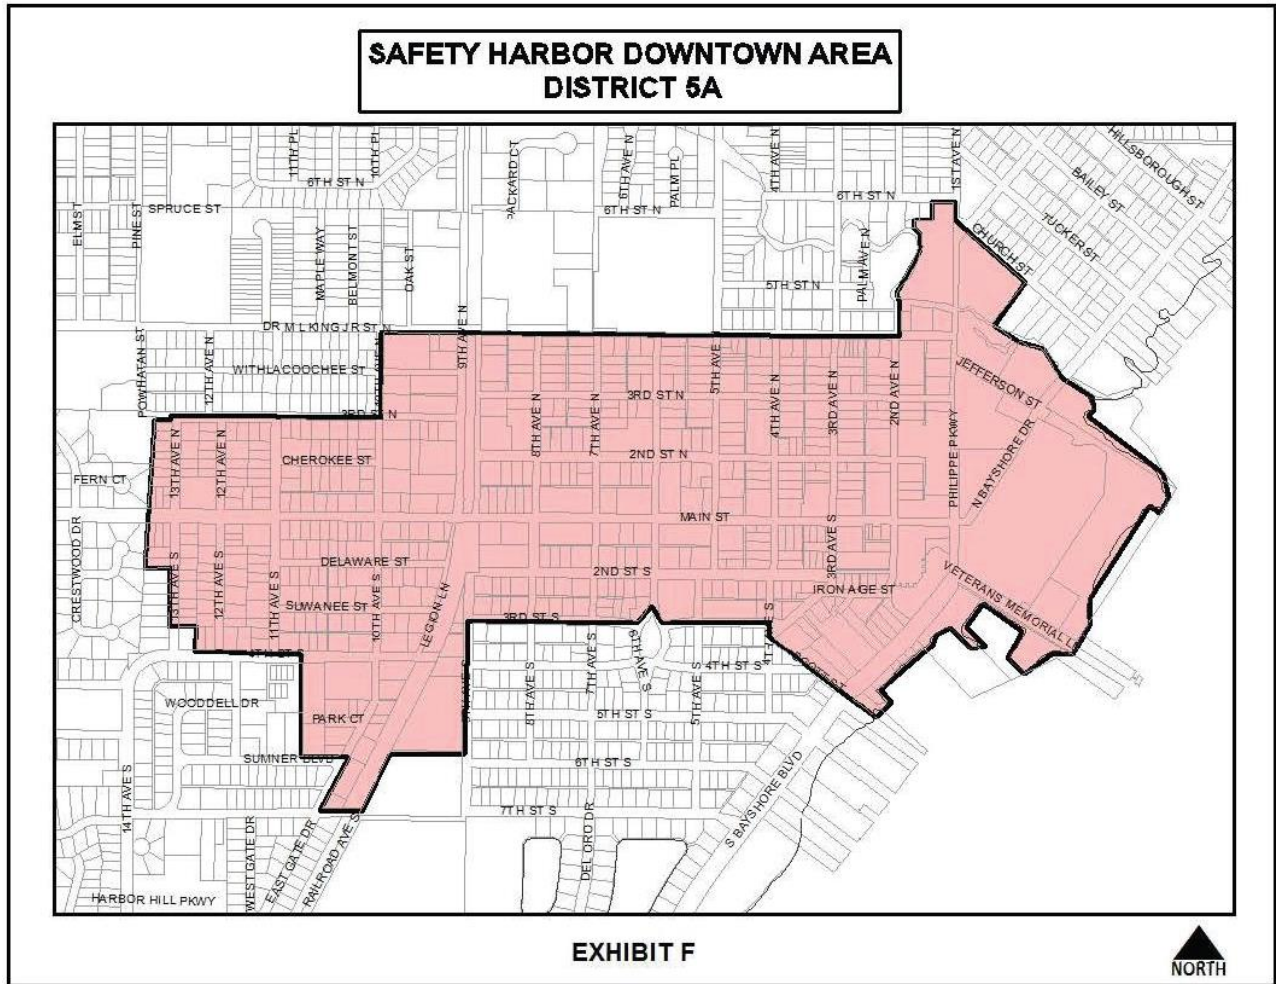 SAFETY HARBOR DOWNTOWN AREA
DISTRICT 5A
11TH PL
10TH PL
PACKARD CT
6TH AVE N
PALM PL
4TH AVE N
1ST AVE N
HILLSBOROUGH ST
BAILEY ST
TUCKER ST
CHURCH ST
6TH ST N
6TH ST N
6TH ST N
SPRUCE ST
ELM ST
PINE ST
MAPLE WAY
BELMONT ST
OAK ST
PALM AVE N
5TH ST N
DR M L KING JR ST N
9TH AVE N
POWHATAN ST
12TH AVE N
WITHLACOOCHEE ST
5TH AVE
JEFFERSON ST
3RD ST N
8TH AVE N
7TH AVE N
4TH AVE N
3RD AVE N
2ND AVE N
PHILIPPE PKWY
N BAYSHORE DR
13TH AVE N
12TH AVE N
CHEROKEE ST
2ND ST N
FERN CT
CRESTWOOD DR
MAIN ST
3RD AVE S
DELAWARE ST
2ND ST S
IRON AGE ST
VETERANS MEMORIAL L
13TH AVE S
12TH AVE S
11TH AVE S
10TH AVE S
SUWANEE ST
LEGION LN
3RD ST S
6TH AVE S
4TH ST S
8TH AVE S
7TH AVE S
5TH AVE S
WOODDELL DR
PARK CT
5TH ST S
SUMNER BLVD
6TH ST S
S BAYSHORE BLVD
14TH AVE S
7TH ST S
WEST GATE DR
EAST GATE DR
RAILROAD AVE S
DEL ORO DR
HARBOR HILL PKWY
EXHIBIT F
NORTH